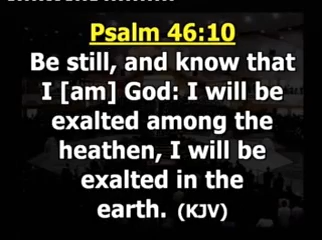 Psalm 46:10
Be still, and know that
I [am] God: I will be
exalted among the
heathen, I will be
exalted in the
earth. (KJV)